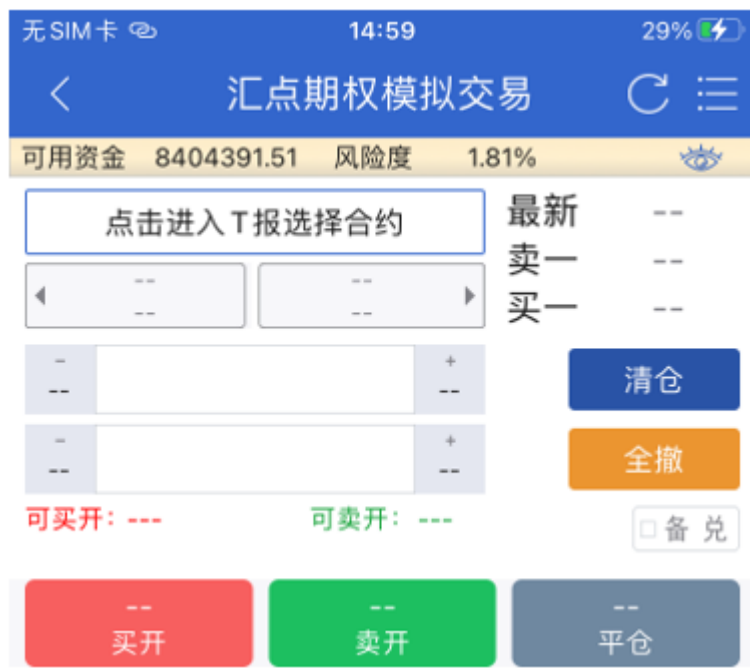 无SIM卡 14:59 29%
汇点期权模拟交易
可用资金 8404391.51 风险度 1.81%
点击进入T报选择合约
最新 --
卖一 --
买一 --
-- --
-- --
- +
-- --
清仓
- +
-- --
全撤
可买开: --- 可卖开: ---
备兑
-- -- --
买开 卖开 平仓